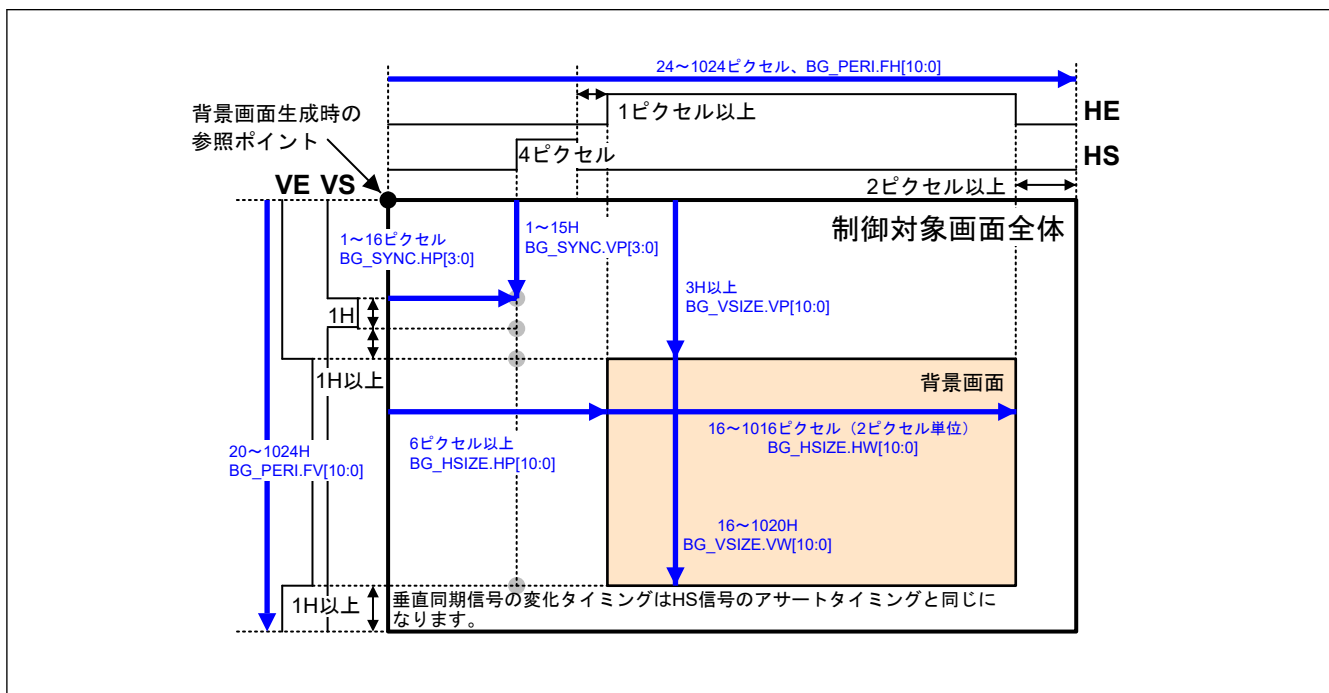 24～1024ピクセル、BG_PERI.FH[10:0]
背景画面生成時の
参照ポイント
1ピクセル以上
HE
4ピクセル
HS
2ピクセル以上
VE VS
制御対象画面全体
1～16ピクセル
BG_SYNC.HP[3:0]
1～15H
BG_SYNC.VP[3:0]
3H以上
BG_VSIZE.VP[10:0]
1H
1H以上
背景画面
20～1024H
BG_PERI.FV[10:0]
6ピクセル以上
BG_HSIZE.HP[10:0]
16～1016ピクセル（2ピクセル単位）
BG_HSIZE.HW[10:0]
16～1020H
BG_VSIZE.VW[10:0]
1H以上
垂直同期信号の変化タイミングはHS信号のアサートタイミングと同じに
なります。